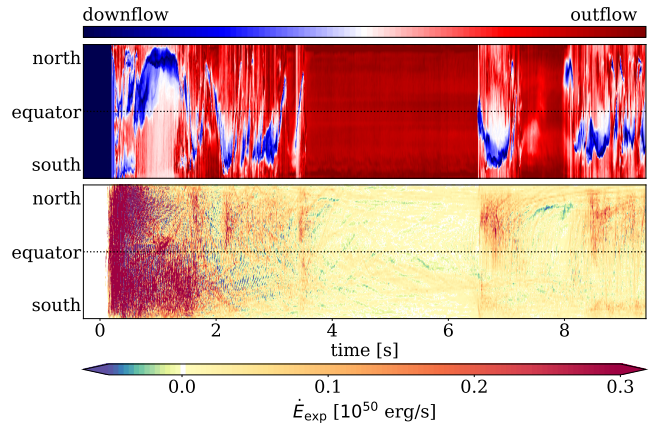 downflow outflow
north
equator
south
north
equator
south
0 2 4 6 8
time [s]
0.0 0.1 0.2 0.3
Ė_exp [10^50 erg/s]